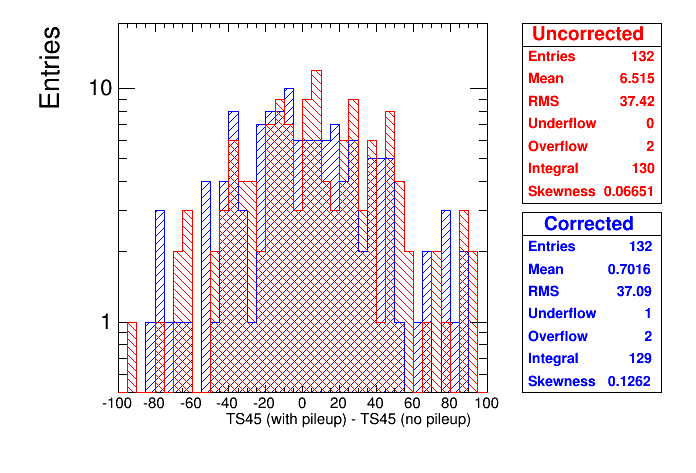 Entries
10
1
-100 -80 -60 -40 -20 0 20 40 60 80 100
TS45 (with pileup) - TS45 (no pileup)
Uncorrected
Entries 132
Mean 6.515
RMS 37.42
Underflow 0
Overflow 2
Integral 130
Skewness 0.06651
Corrected
Entries 132
Mean 0.7016
RMS 37.09
Underflow 1
Overflow 2
Integral 129
Skewness 0.1262